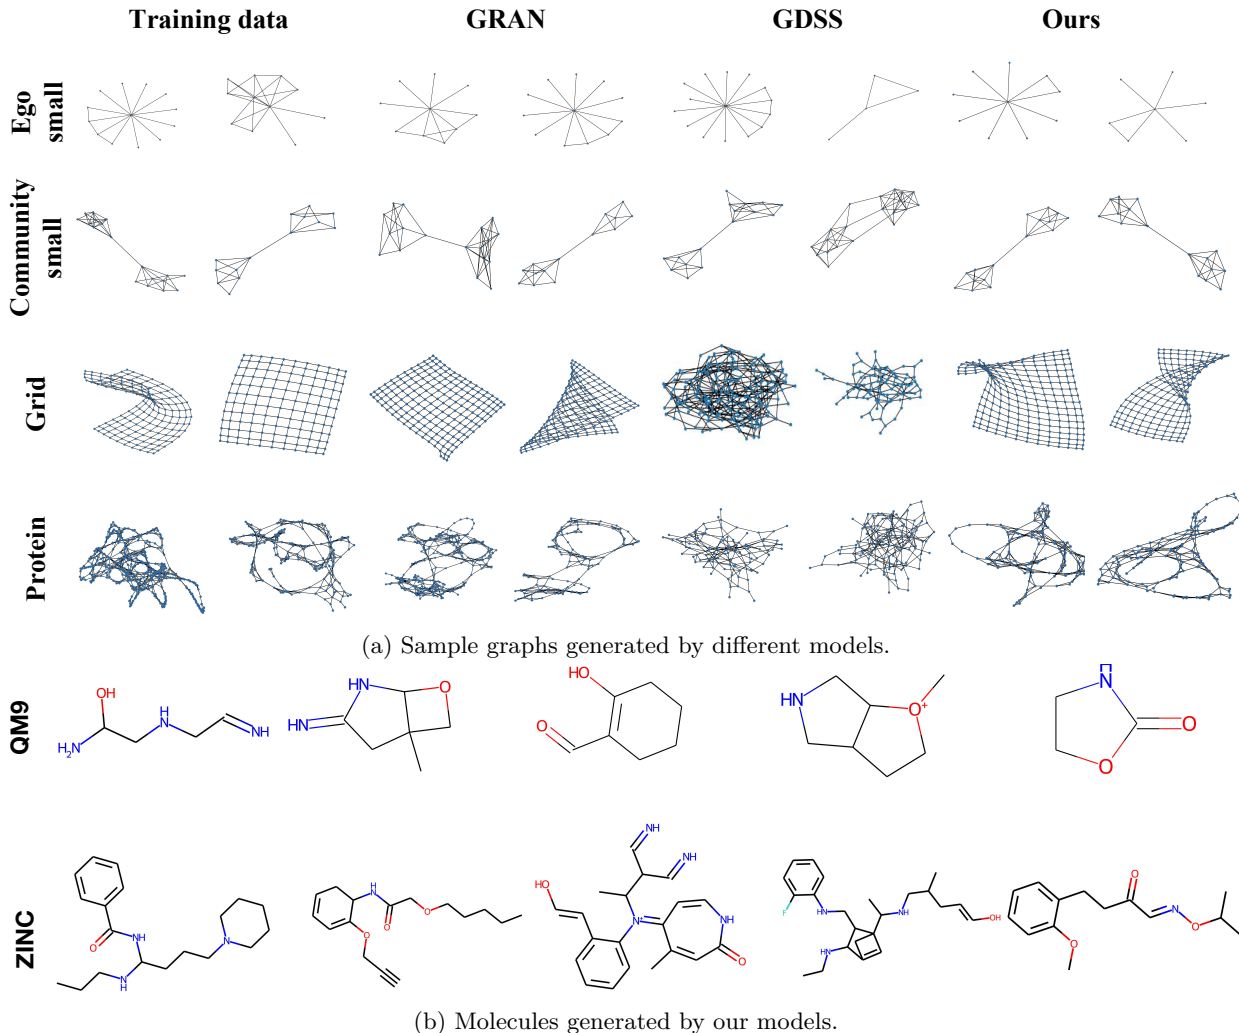 Training data GRAN GDSS Ours
Ego
small
Community
small
Grid
Protein
(a) Sample graphs generated by different models.
QM9
OH
H₂N
H
N
NH
HN
HN
O
HO
O
HN
O⁺
H
N
O
O
ZINC
O
NH
N
H
N
H
N
O
O
O
HO
NH
NH
N⁺
NH
O
F
NH
HN
NH
OH
O
O
N
O
(b) Molecules generated by our models.